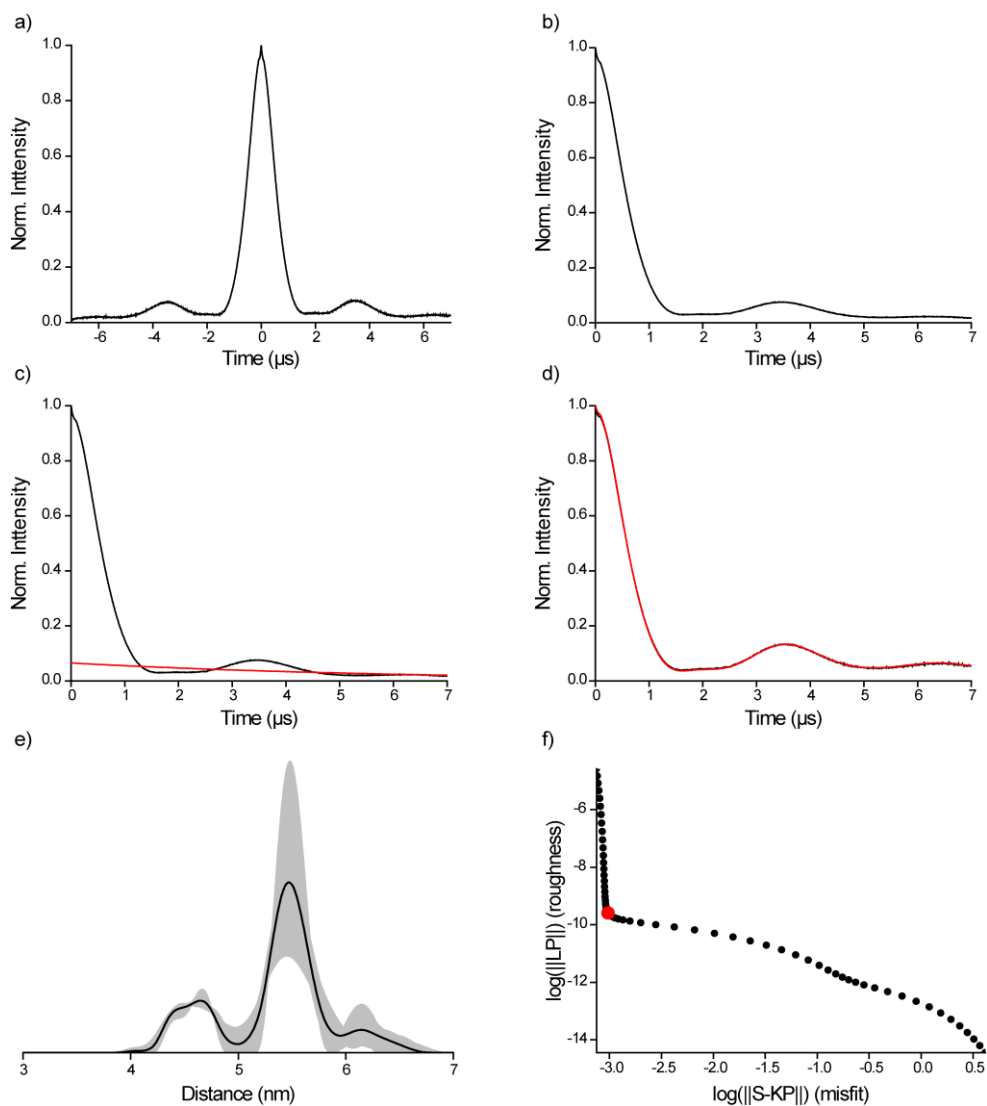 a)
1.0
0.8
0.6
0.4
0.2
0.0
Norm. Inttensity
-6 -4 -2 0 2 4 6
Time (µs)
b)
1.0
0.8
0.6
0.4
0.2
0.0
Norm. Inttensity
0 1 2 3 4 5 6 7
Time (µs)
c)
1.0
0.8
0.6
0.4
0.2
0.0
Norm. Inttensity
0 1 2 3 4 5 6 7
Time (µs)
d)
1.0
0.8
0.6
0.4
0.2
0.0
Norm. Inttensity
0 1 2 3 4 5 6 7
Time (µs)
e)
3 4 5 6 7
Distance (nm)
f)
-6
-8
-10
-12
-14
log(||LP||) (roughness)
-3.0 -2.5 -2.0 -1.5 -1.0 -0.5 0.0 0.5
log(||S-KP||) (misfit)